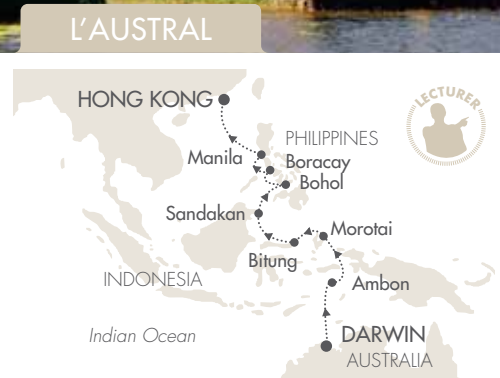 L'AUSTRAL
LECTURER
HONG KONG
PHILIPPINES
Manila
Boracay
Bohol
Sandakan
Morotai
Bitung
INDONESIA
Ambon
Indian Ocean
DARWIN
AUSTRALIA